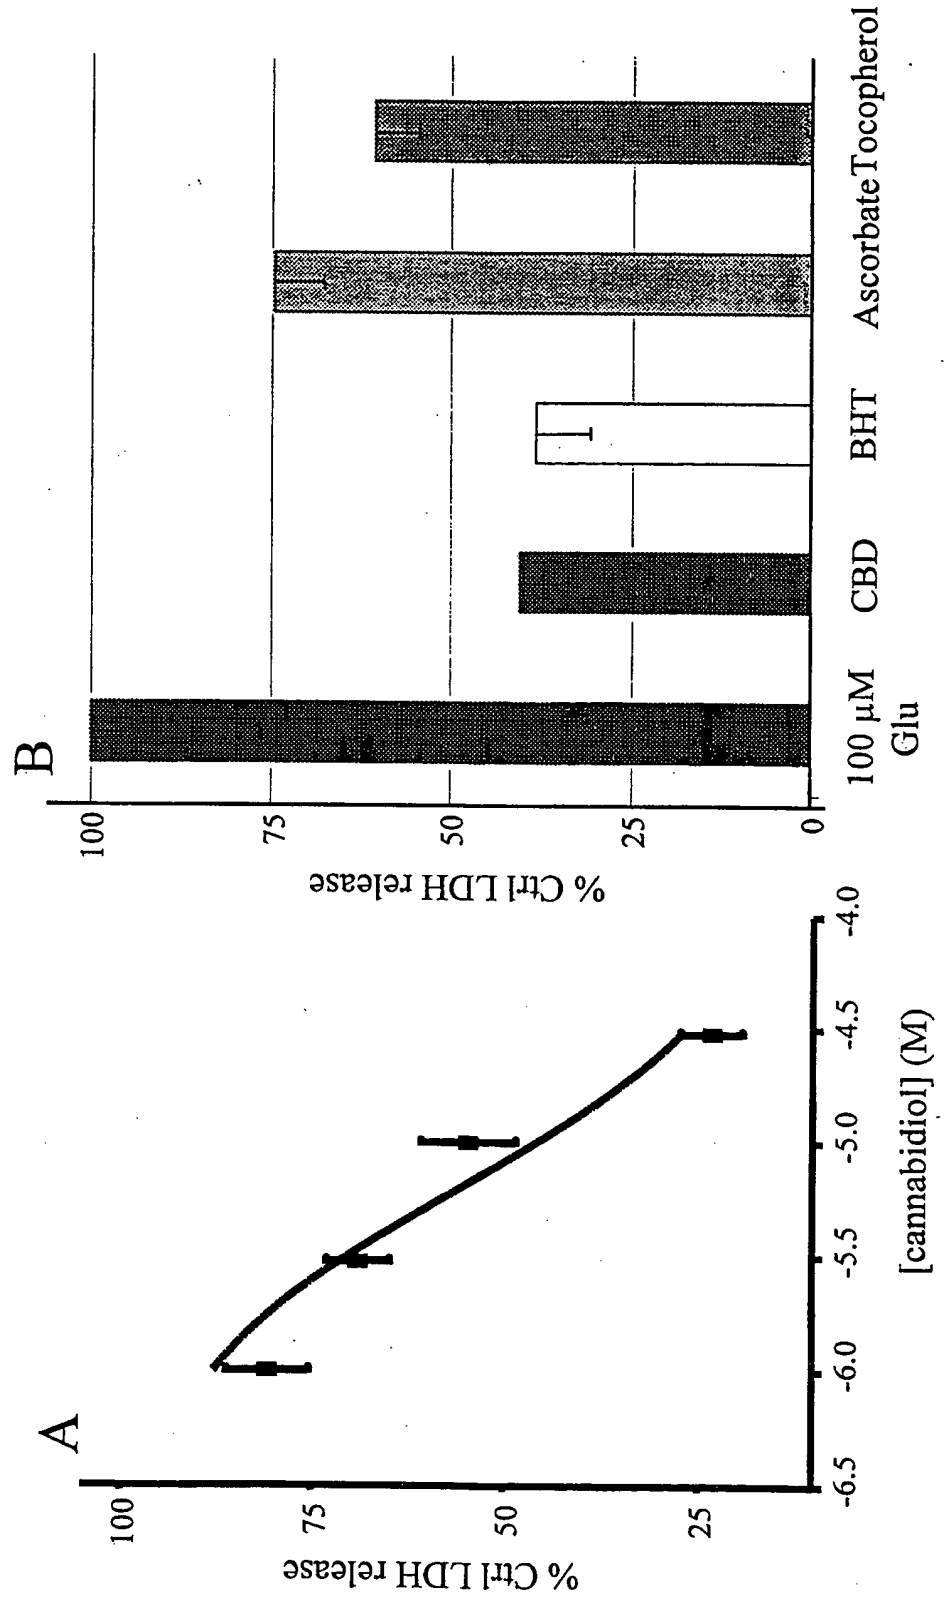 A
% Ctrl LDH release
100
75
50
25
-6.5 -6.0 -5.5 -5.0 -4.5 -4.0
[cannabidiol] (M)
B
% Ctrl LDH release
100
75
50
25
0
100 µM CBD BHT Ascorbate Tocopherol
Glu